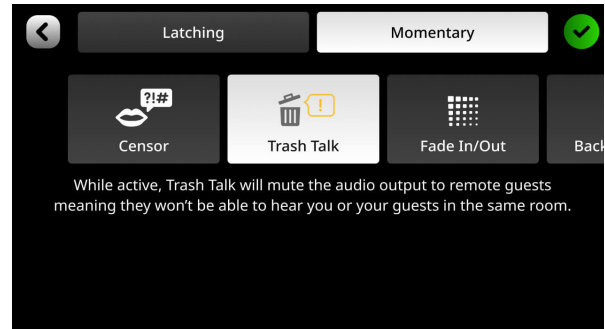 Latching
Momentary
?!#
!
Censor
Trash Talk
Fade In/Out
Back
While active, Trash Talk will mute the audio output to remote guests
meaning they won't be able to hear you or your guests in the same room.